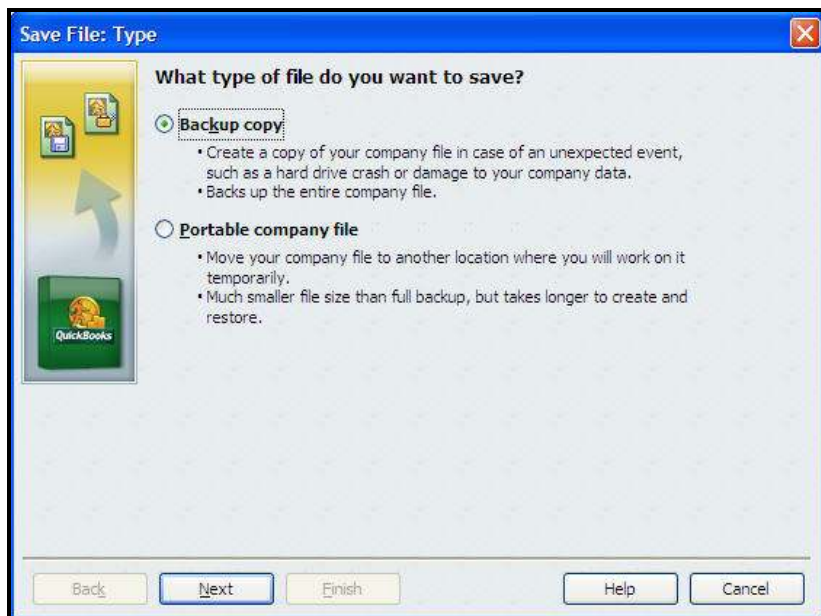 Save File: Type
What type of file do you want to save?
Backup copy
• Create a copy of your company file in case of an unexpected event,
such as a hard drive crash or damage to your company data.
• Backs up the entire company file.
Portable company file
• Move your company file to another location where you will work on it
temporarily.
• Much smaller file size than full backup, but takes longer to create and
restore.
QuickBooks
Back Next Finish Help Cancel